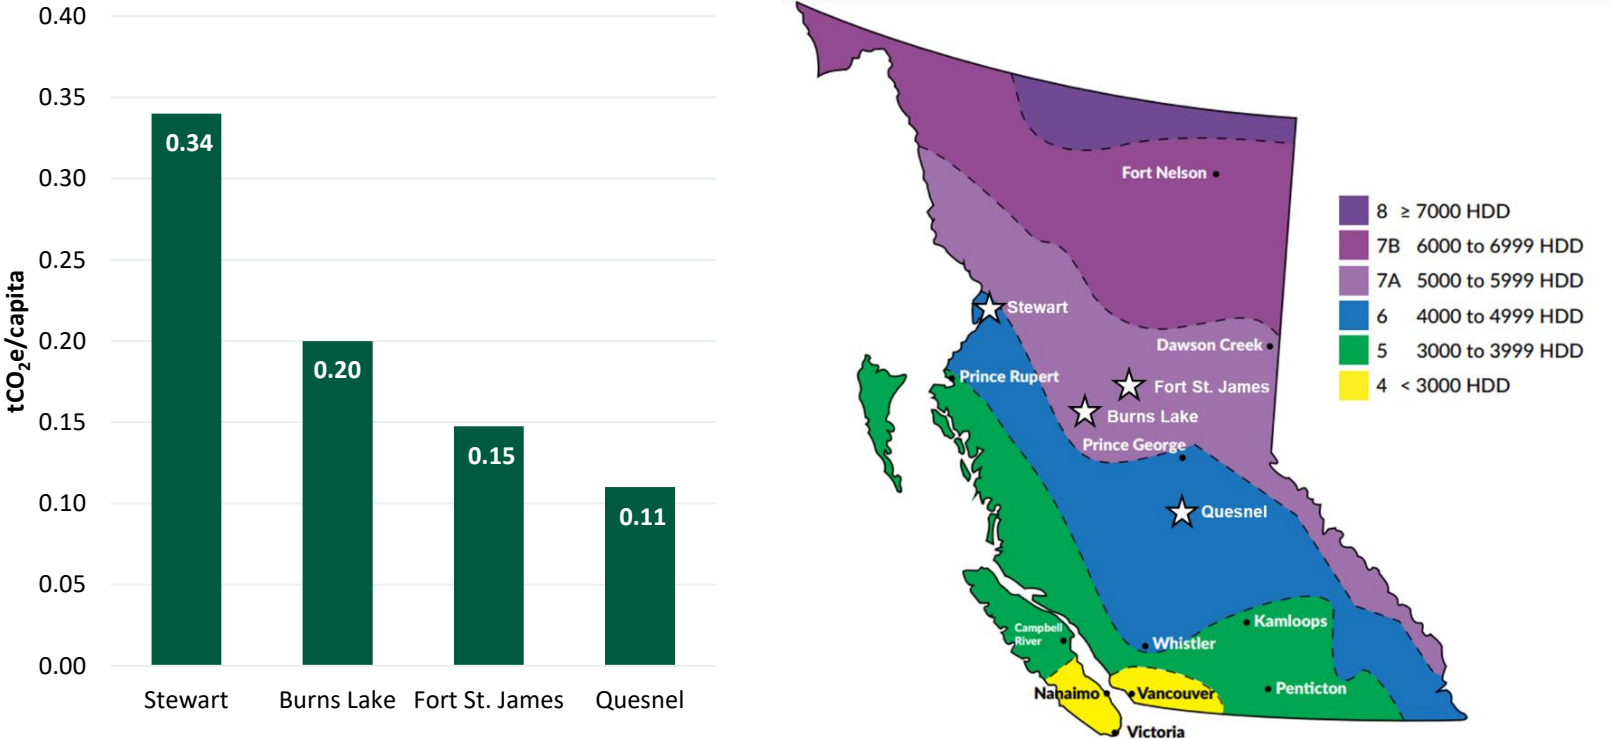 0.40
0.35
0.30
0.25
0.20
0.15
0.10
0.05
0.00
tCO₂e/capita
0.34
0.20
0.15
0.11
Stewart
Burns Lake
Fort St. James
Quesnel
Fort Nelson
Stewart
Dawson Creek
Prince Rupert
Fort St. James
Burns Lake
Prince George
Quesnel
Campbell
River
Kamloops
Whistler
Nanaimo
Vancouver
Penticton
Victoria
8 ≥ 7000 HDD
7B 6000 to 6999 HDD
7A 5000 to 5999 HDD
6 4000 to 4999 HDD
5 3000 to 3999 HDD
4 < 3000 HDD